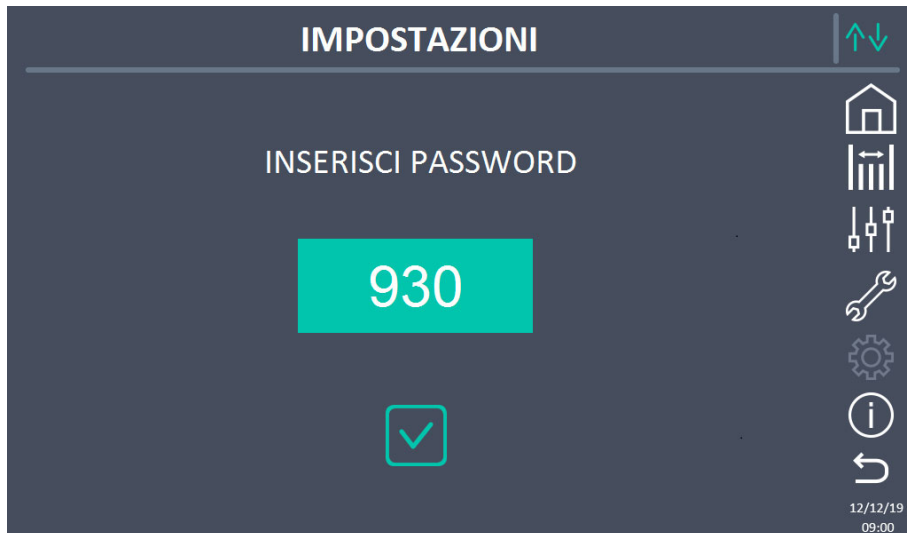 IMPOSTAZIONI
INSERISCI PASSWORD
930
i
12/12/19
09:00